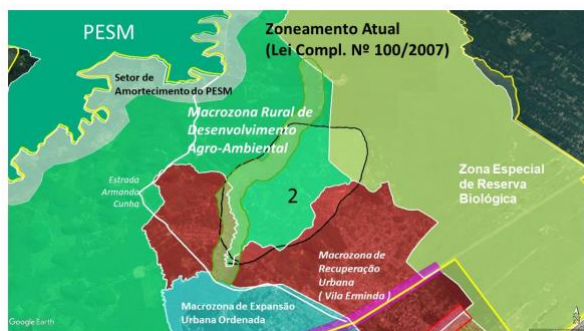 PESM
Zoneamento Atual
(Lei Compl. Nº 100/2007)
Setor de
Amortecimento do PESM
Macrozona Rural de
Desenvolvimento
Agro-Ambiental
Estrada
Armando
Cunha
2
Zona Especial
de Reserva
Biológica
Macrozona de
Recuperação
Urbana
( Vila Erminda )
Macrozona de Expansão
Urbana Ordenada
Google Earth